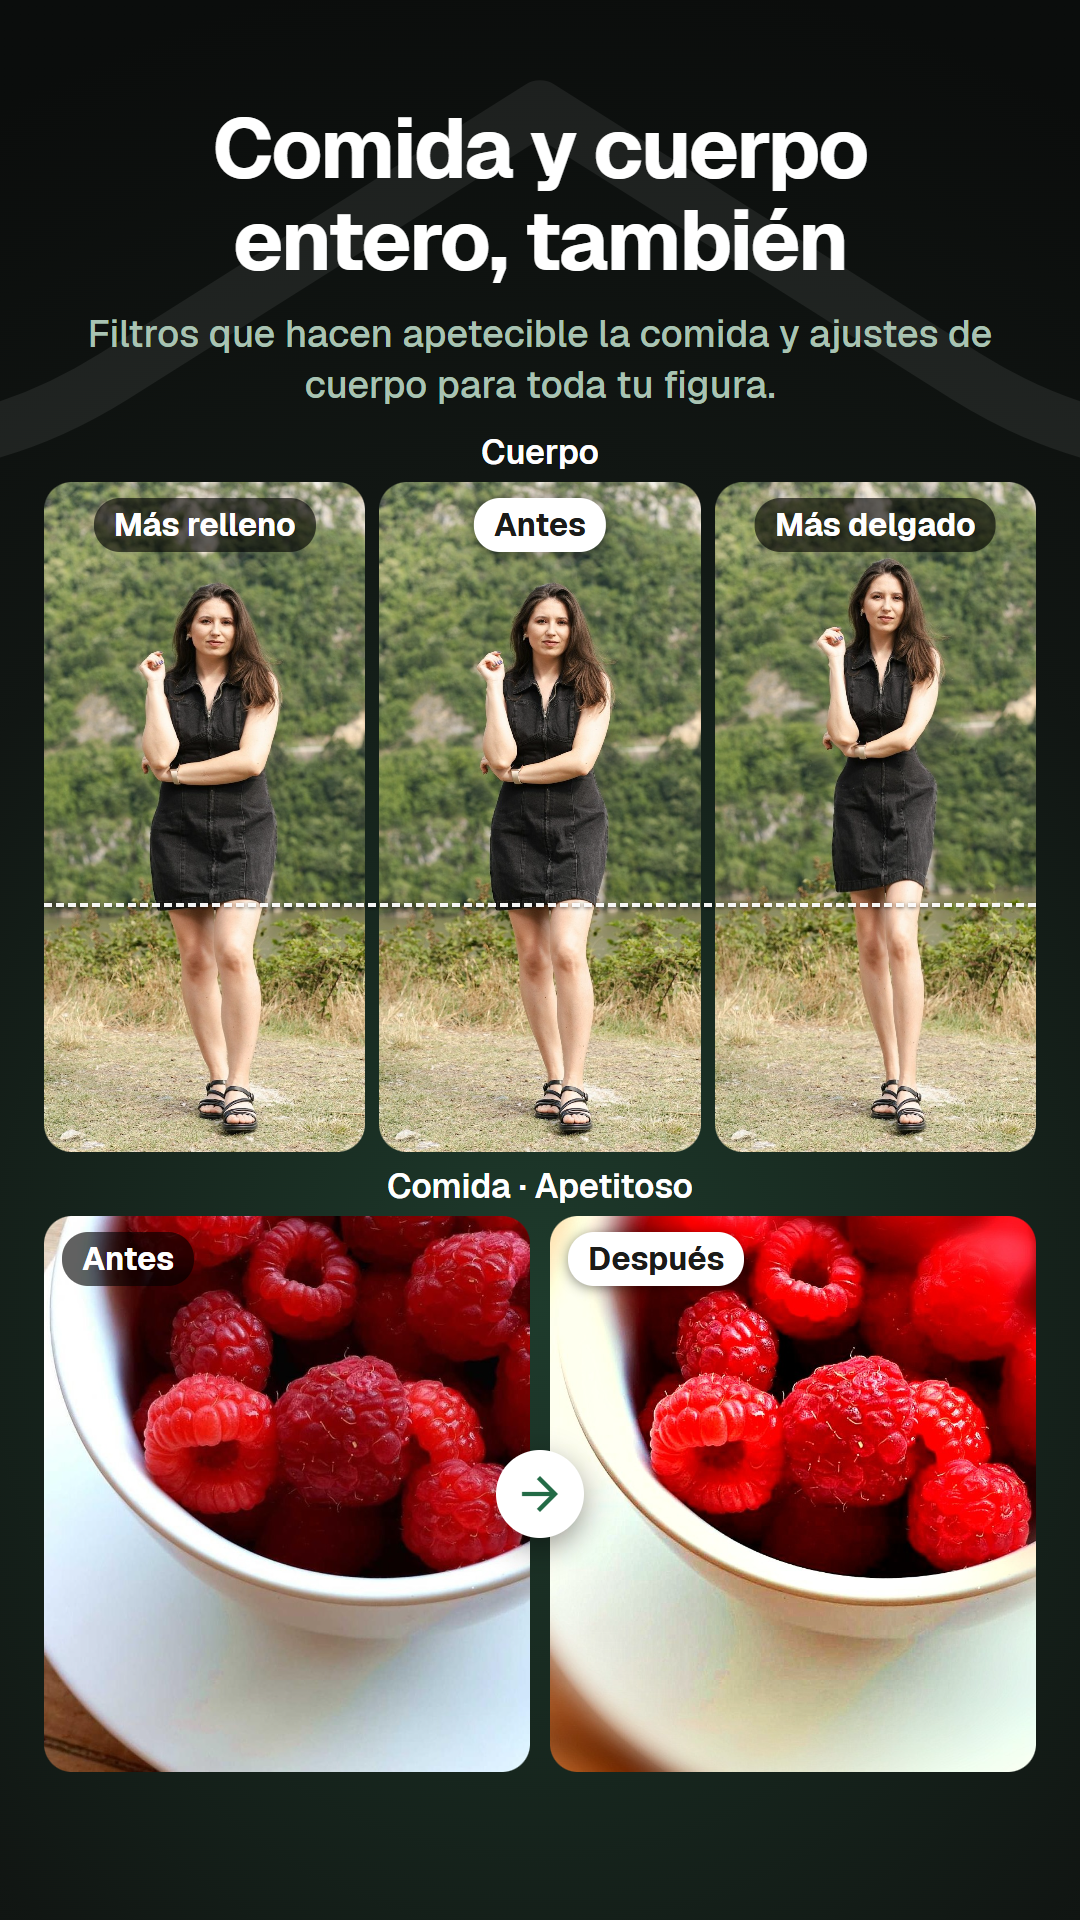 Comida y cuerpo
entero, también
Filtros que hacen apetecible la comida y ajustes de
cuerpo para toda tu figura.
Cuerpo
Más relleno
Antes
Más delgado
Comida · Apetitoso
Antes
Después